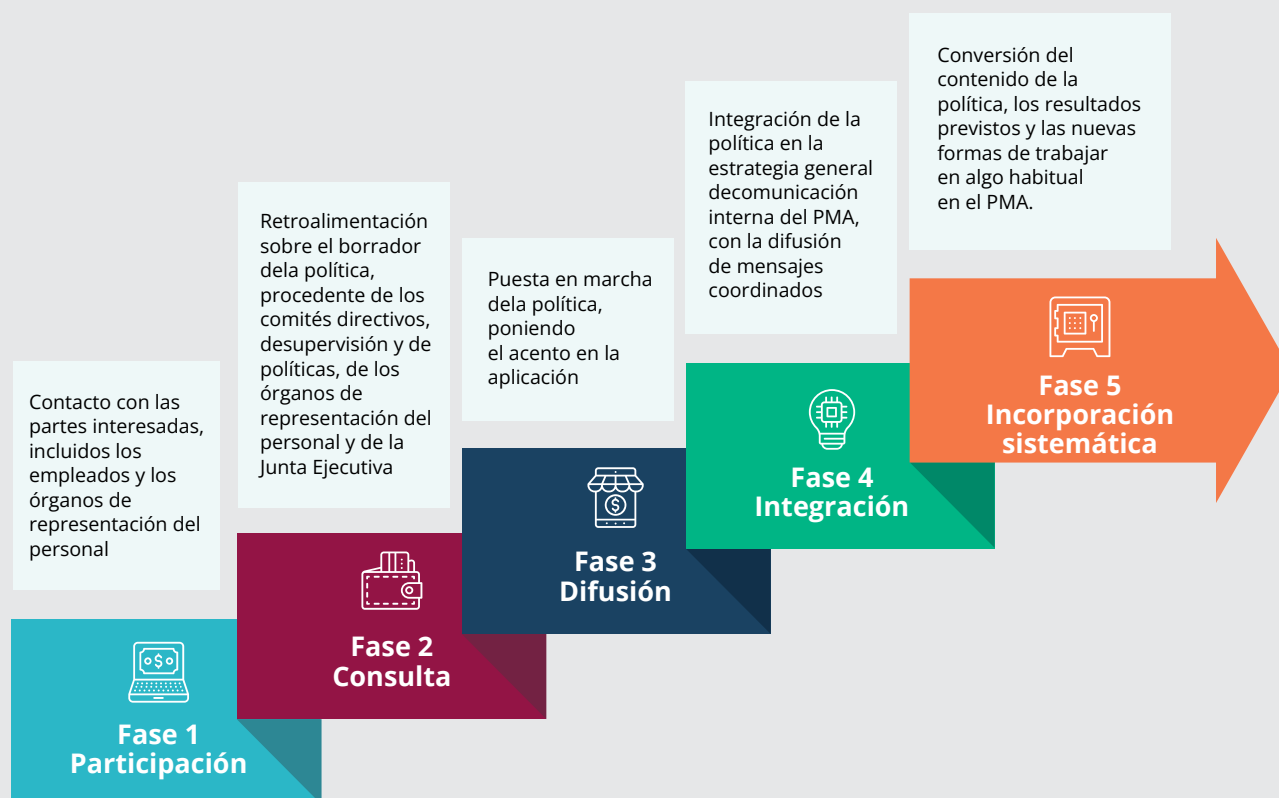 Contacto con las
partes interesadas,
incluidos los
empleados y los
órganos de
representación del
personal
Fase 1
Participación
Retroalimentación
sobre el borrador
dela política,
procedente de los
comités directivos,
desupervisión y de
políticas, de los
órganos de
representación del
personal y de la
Junta Ejecutiva
Fase 2
Consulta
Puesta en marcha
dela política,
poniendo
el acento en la
aplicación
Fase 3
Difusión
Integración de la
política en la
estrategia general
decomunicación
interna del PMA,
con la difusión
de mensajes
coordinados
Fase 4
Integración
Conversión del
contenido de la
política, los resultados
previstos y las nuevas
formas de trabajar
en algo habitual
en el PMA.
Fase 5
Incorporación
sistemática